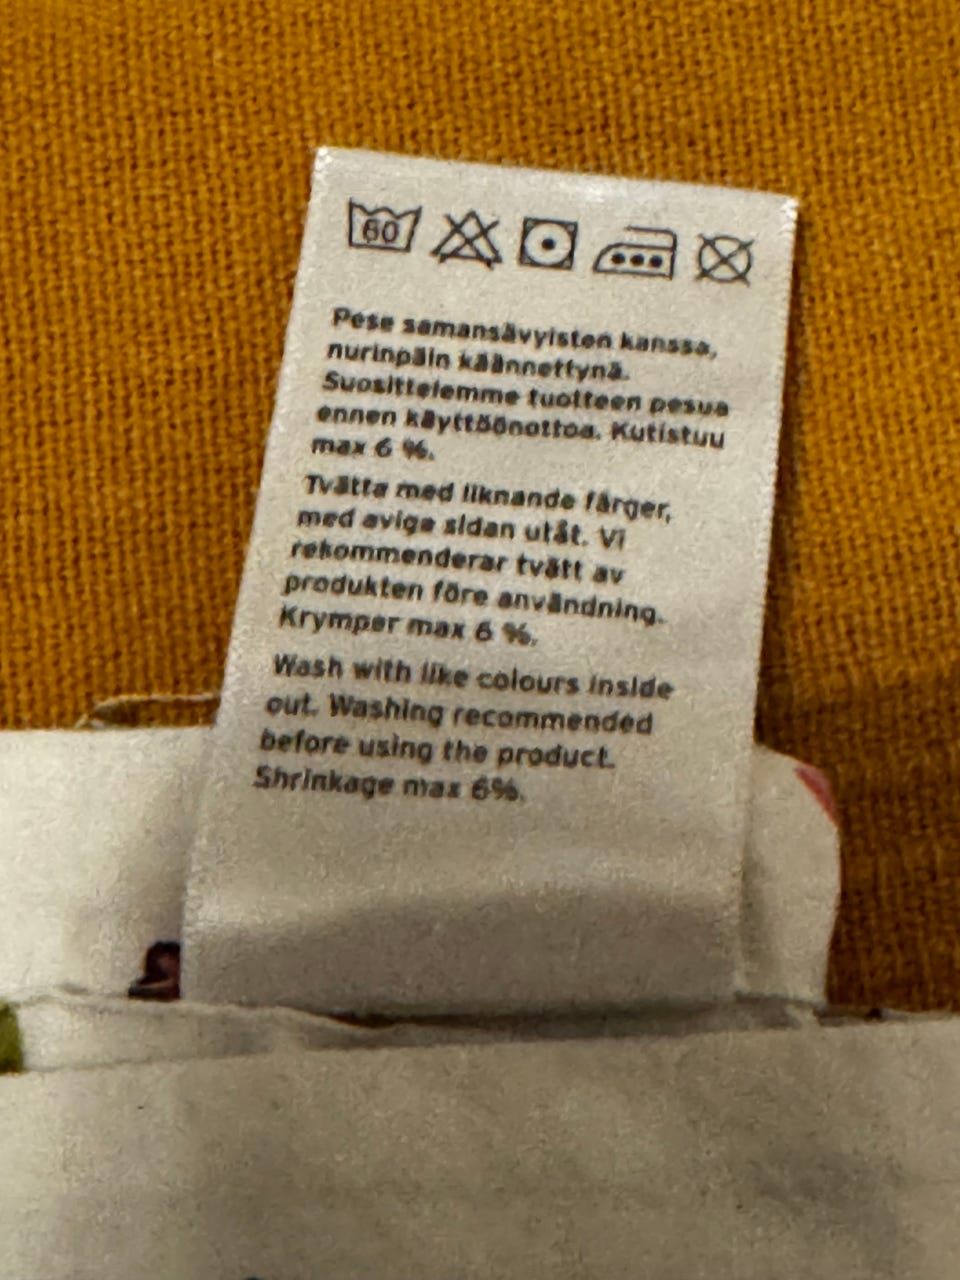 60
Pese samansävyisten kanssa,
nurinpäin käännettynä.
Suosittelemme tuotteen pesua
ennen käyttöönottoa. Kutistuu
max 6 %.
Tvätta med liknande färger,
med aviga sidan utåt. Vi
rekommenderar tvätt av
produkten före användning.
Krymper max 6 %.
Wash with like colours inside
out. Washing recommended
before using the product.
Shrinkage max 6%.